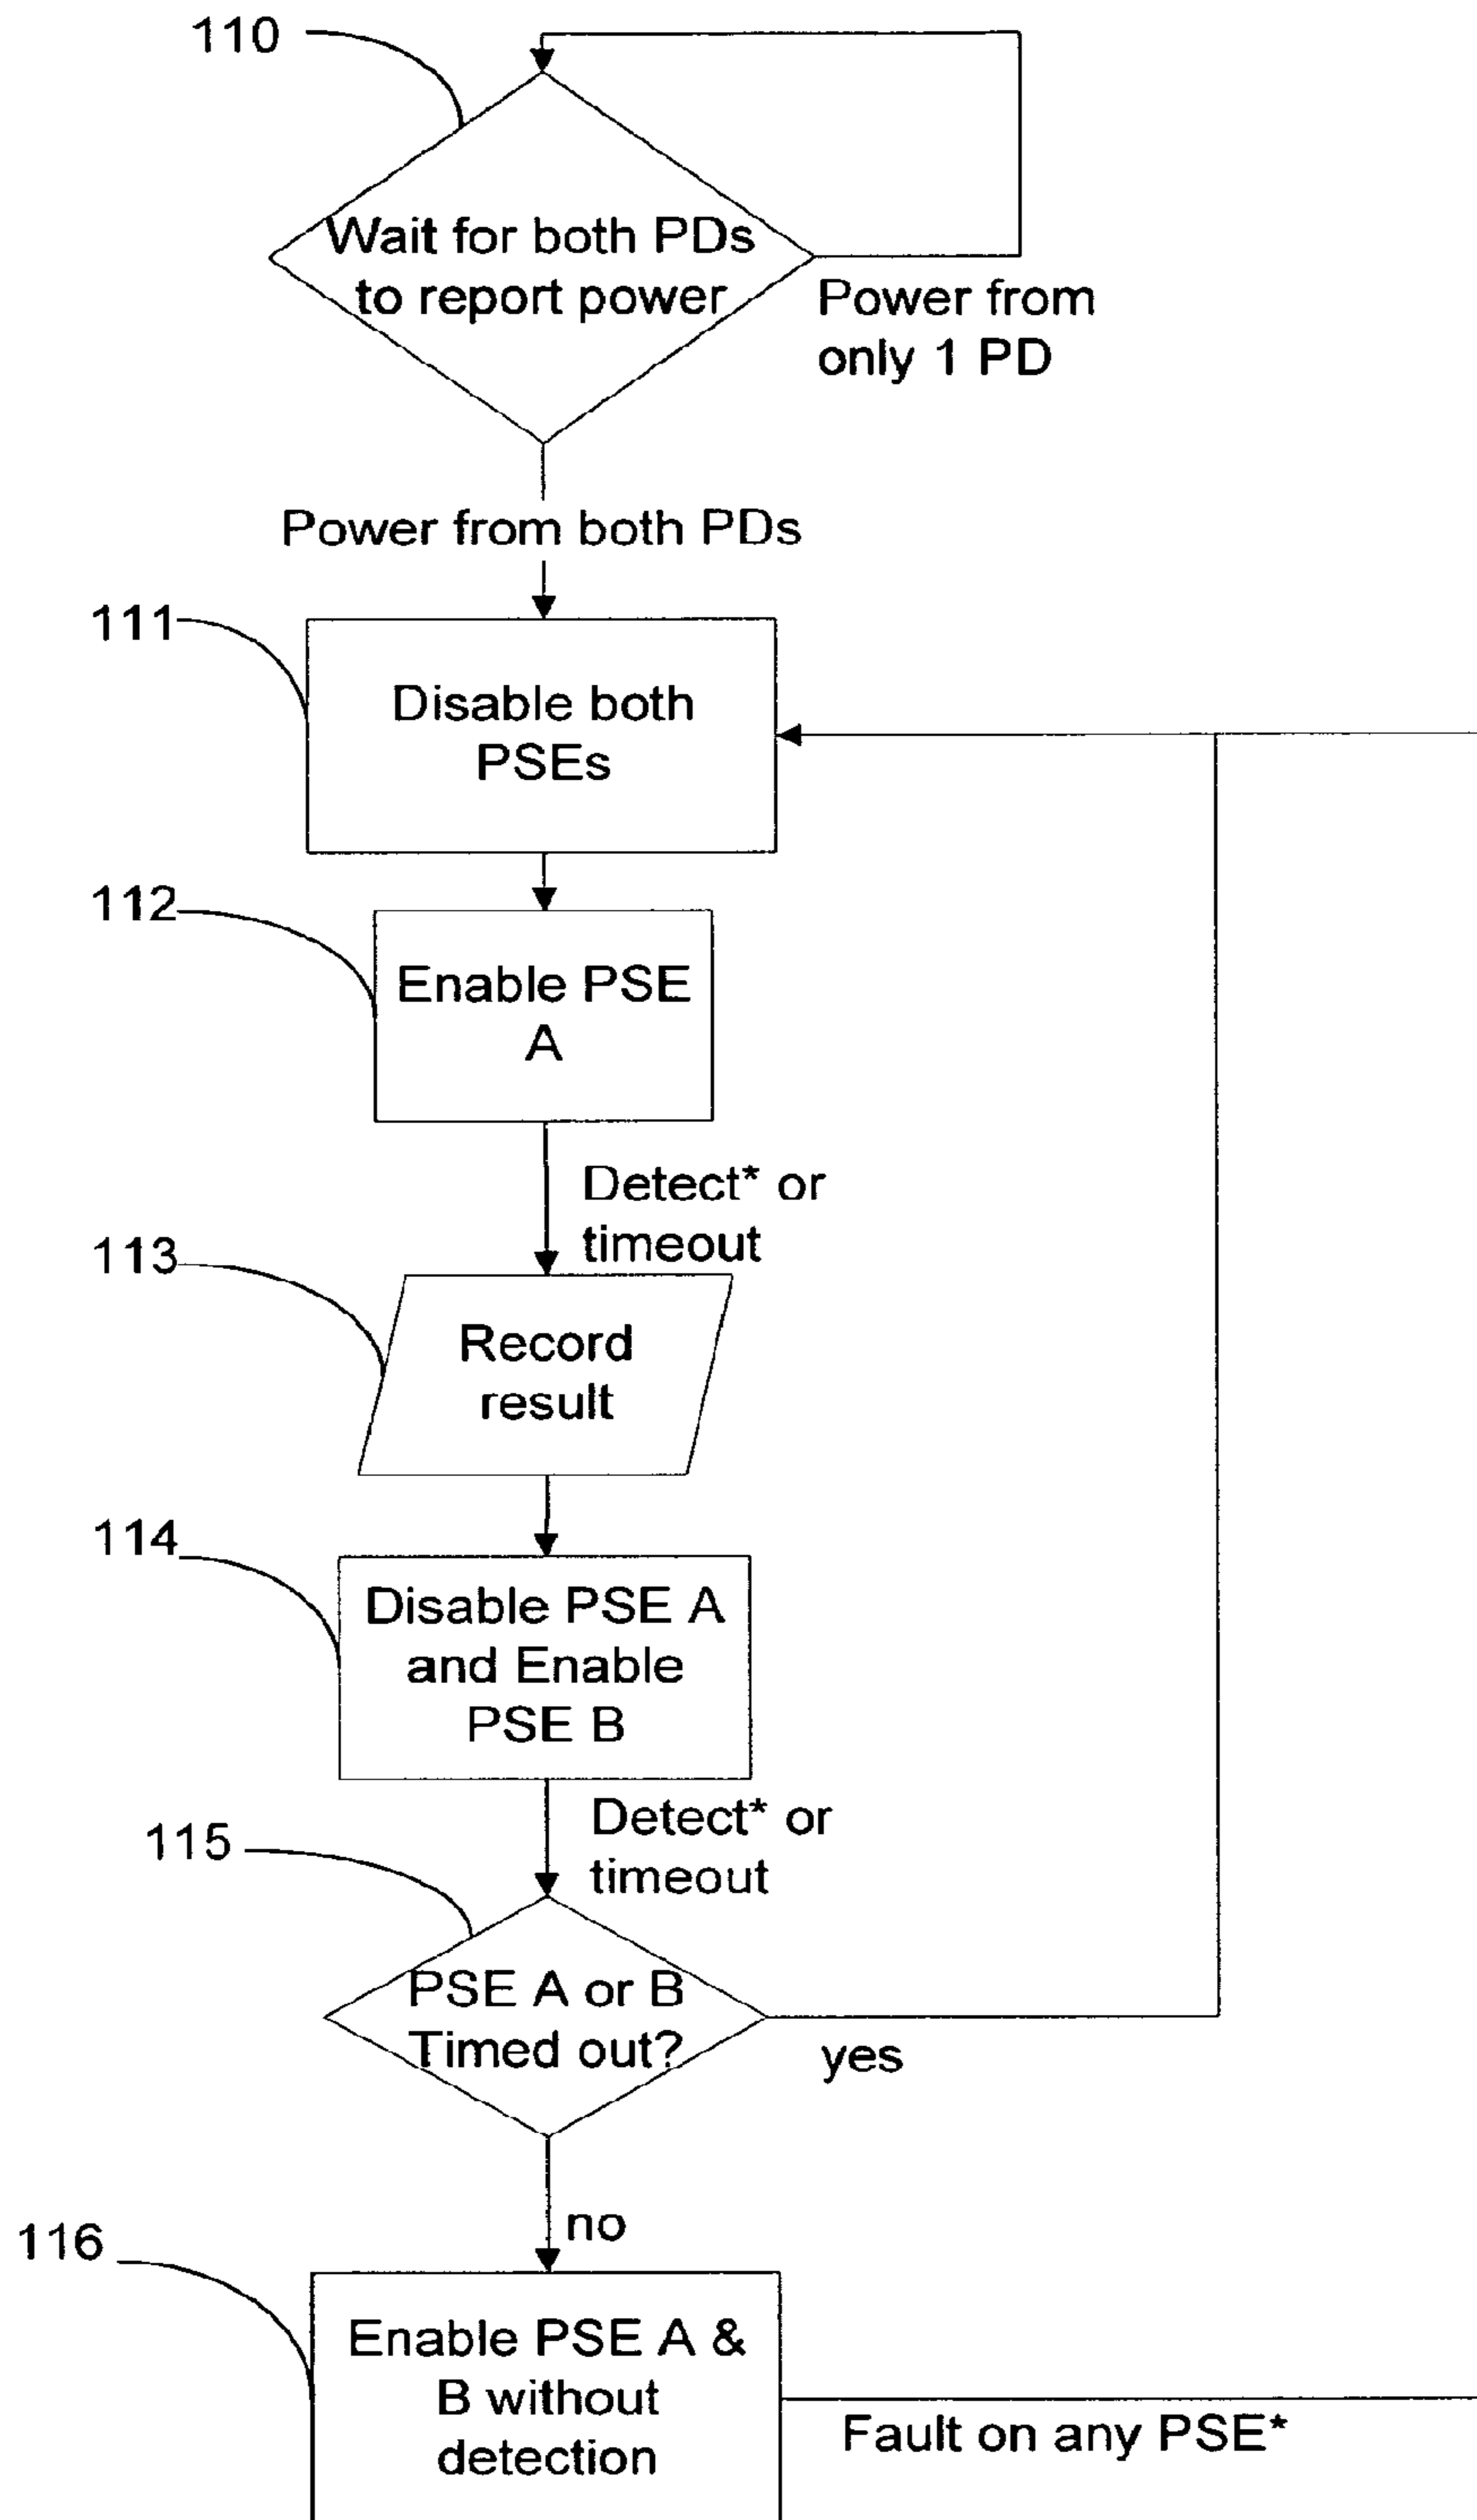 110
Wait for both PDs
to report power
Power from
only 1 PD
Power from both PDs
111
Disable both
PSEs
112
Enable PSE
A
Detect* or
timeout
113
Record
result
114
Disable PSE A
and Enable
PSE B
Detect* or
timeout
115
PSE A or B
Timed out?
yes
no
116
Enable PSE A &
B without
detection
Fault on any PSE*